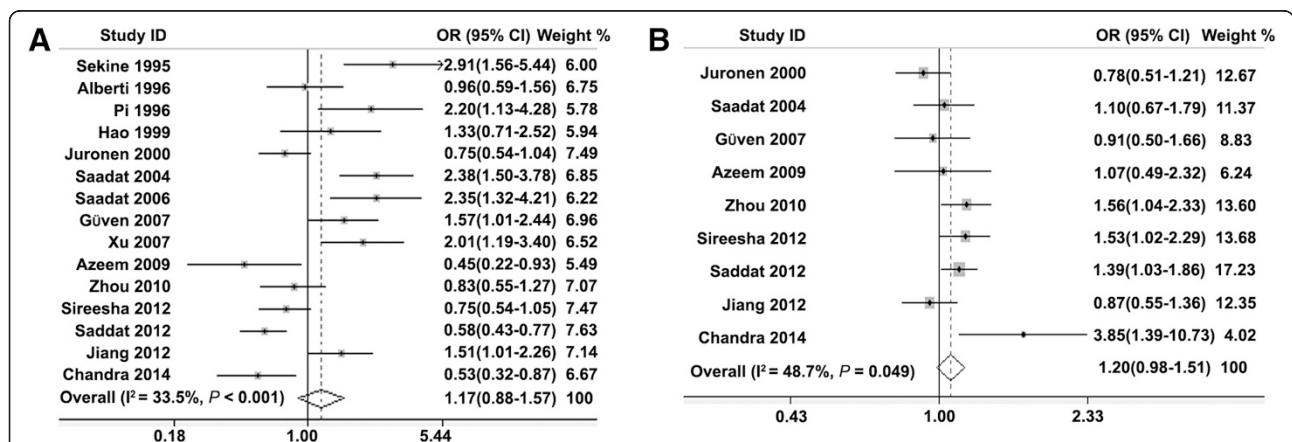 A
Study ID OR (95% CI) Weight %
Sekine 1995 2.91(1.56-5.44) 6.00
Alberti 1996 0.96(0.59-1.56) 6.75
Pi 1996 2.20(1.13-4.28) 5.78
Hao 1999 1.33(0.71-2.52) 5.94
Juronen 2000 0.75(0.54-1.04) 7.49
Saadat 2004 2.38(1.50-3.78) 6.85
Saadat 2006 2.35(1.32-4.21) 6.22
Güven 2007 1.57(1.01-2.44) 6.96
Xu 2007 2.01(1.19-3.40) 6.52
Azeem 2009 0.45(0.22-0.93) 5.49
Zhou 2010 0.83(0.55-1.27) 7.07
Sireesha 2012 0.75(0.54-1.05) 7.47
Saddat 2012 0.58(0.43-0.77) 7.63
Jiang 2012 1.51(1.01-2.26) 7.14
Chandra 2014 0.53(0.32-0.87) 6.67
Overall (I² = 33.5%, P < 0.001) 1.17(0.88-1.57) 100
0.18 1.00 5.44
B
Study ID OR (95% CI) Weight %
Juronen 2000 0.78(0.51-1.21) 12.67
Saadat 2004 1.10(0.67-1.79) 11.37
Güven 2007 0.91(0.50-1.66) 8.83
Azeem 2009 1.07(0.49-2.32) 6.24
Zhou 2010 1.56(1.04-2.33) 13.60
Sireesha 2012 1.53(1.02-2.29) 13.68
Saddat 2012 1.39(1.03-1.86) 17.23
Jiang 2012 0.87(0.55-1.36) 12.35
Chandra 2014 3.85(1.39-10.73) 4.02
Overall (I² = 48.7%, P = 0.049) 1.20(0.98-1.51) 100
0.43 1.00 2.33